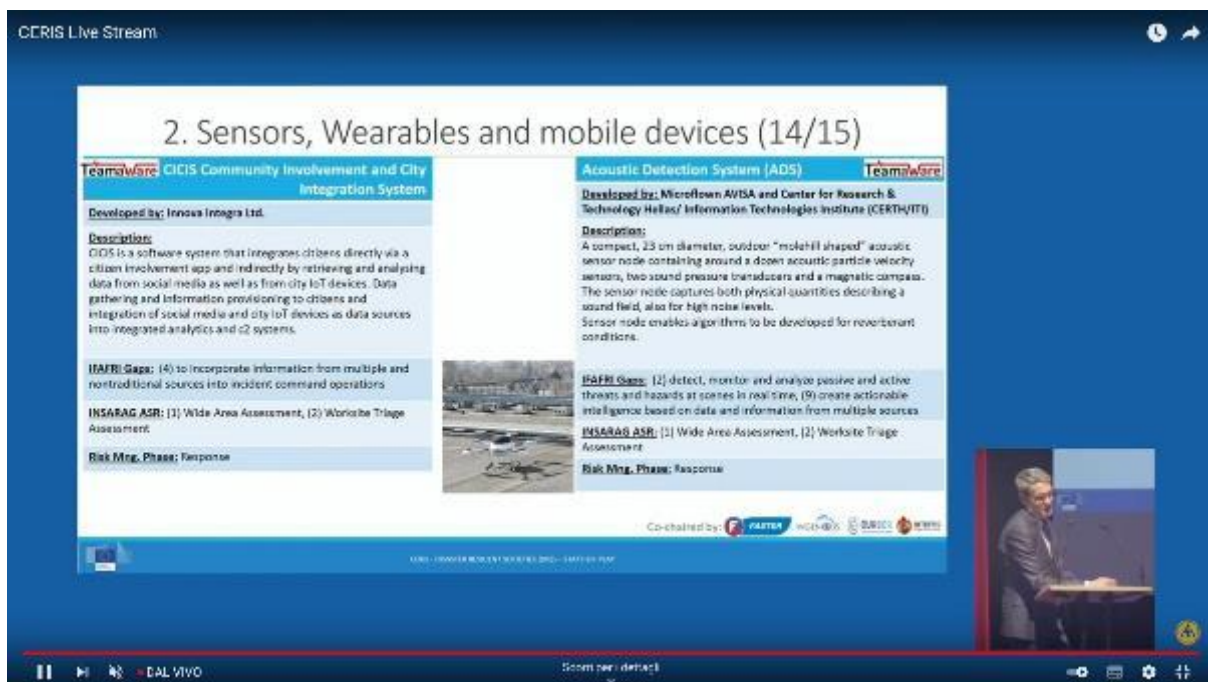 CERIS Live Stream
2. Sensors, Wearables and mobile devices (14/15)
Teamaware CICIS Community Involvement and City
Integration System
Developed by: Innova Integra Ltd.
Description:
CICIS is a software system that integrates citizens directly via a
citizen involvement app and indirectly by retrieving and analysing
data from social media as well as from city IoT devices. Data
gathering and information provisioning to citizens and
integration of social media and city IoT devices as data sources
into integrated analytics and c2 systems.
IFAFRI Gaps: (4) to incorporate information from multiple and
nontraditional sources into incident command operations
INSARAG ASR: (1) Wide Area Assessment, (2) Worksite Triage
Assessment
Risk Mng. Phase: Response
Acoustic Detection System (ADS) Teamaware
Developed by: Microflown AVISA and Center for Research &
Technology Hellas/ Information Technologies Institute (CERTH/ITI)
Description:
A compact, 23 cm diameter, outdoor "molehill shaped" acoustic
sensor node containing around a dozen acoustic particle velocity
sensors, two sound pressure transducers and a magnetic compass.
The sensor node captures both physical quantities describing a
sound field, also for high noise levels.
Sensor node enables algorithms to be developed for reverberant
conditions.
IFAFRI Gaps: (2) detect, monitor and analyze passive and active
threats and hazards at scenes in real time, (9) create actionable
intelligence based on data and information from multiple sources
INSARAG ASR: (1) Wide Area Assessment, (2) Worksite Triage
Assessment
Risk Mng. Phase: Response
Co-chaired by: FASTER
DAL VIVO
Scorri per i dettagli